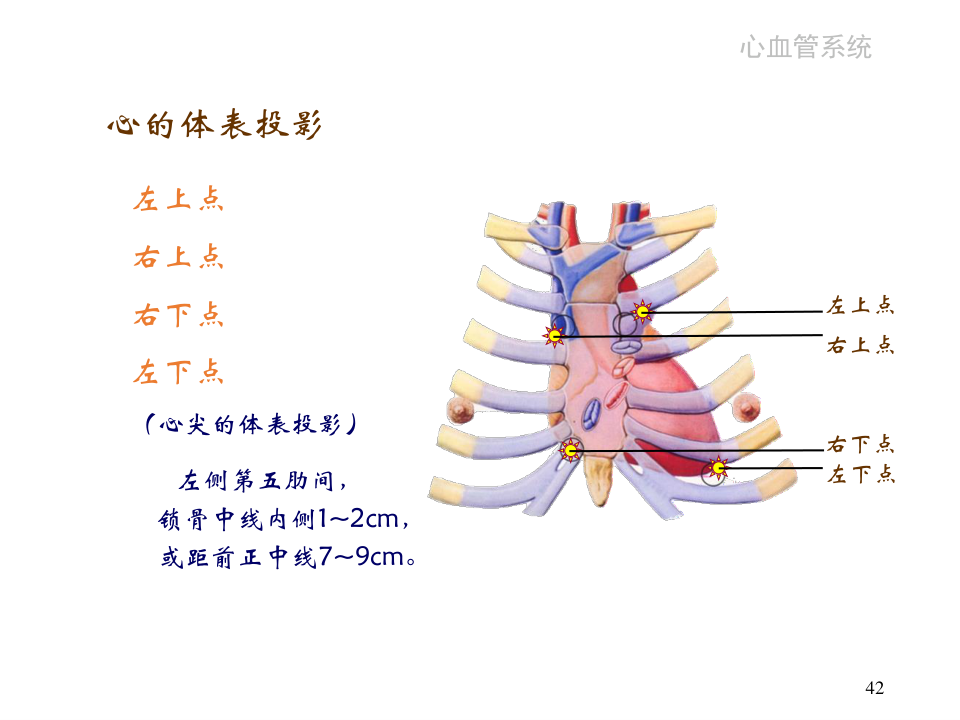 心血管系统
心的体表投影
左上点
右上点
右下点
左下点
（心尖的体表投影）
左侧第五肋间，
锁骨中线内侧1~2cm，
或距前正中线7~9cm。
左上点
右上点
右下点
左下点
42